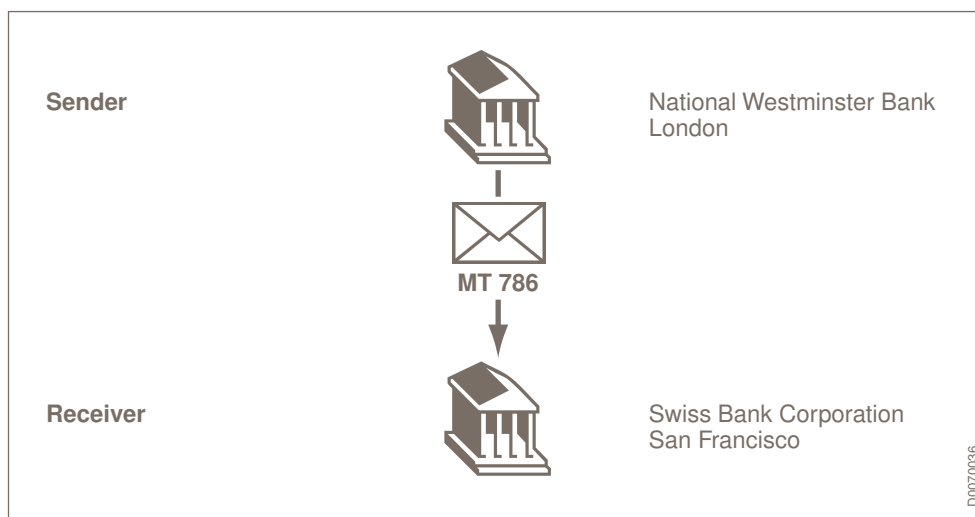 Sender
National Westminster Bank
London
MT 786
Receiver
Swiss Bank Corporation
San Francisco
D0070036